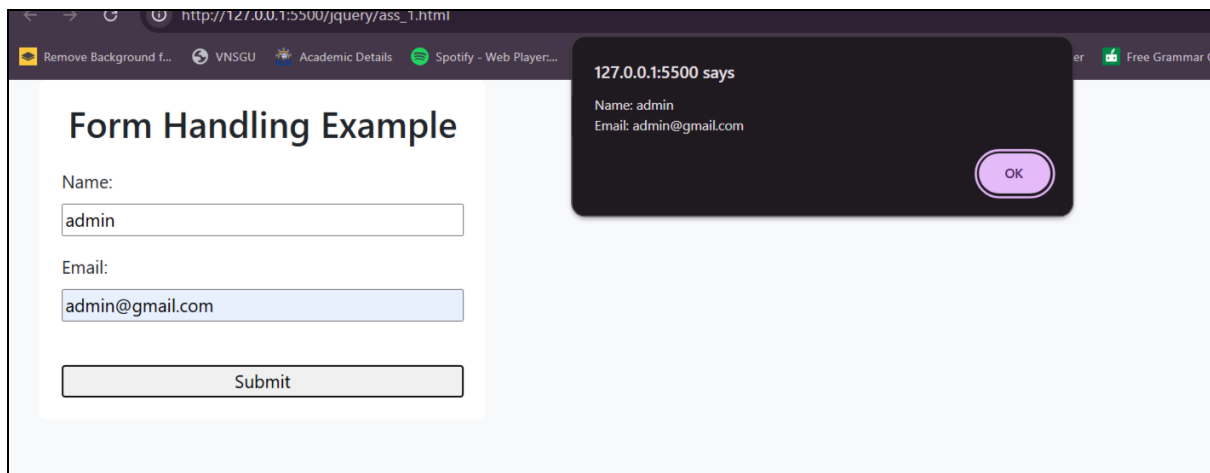 http://127.0.0.1:5500/jquery/ass_1.html
Remove Background f... VNSGU Academic Details Spotify - Web Player:... er Free Grammar
127.0.0.1:5500 says
Name: admin
Email: admin@gmail.com
OK
Form Handling Example
Name:
admin
Email:
admin@gmail.com
Submit